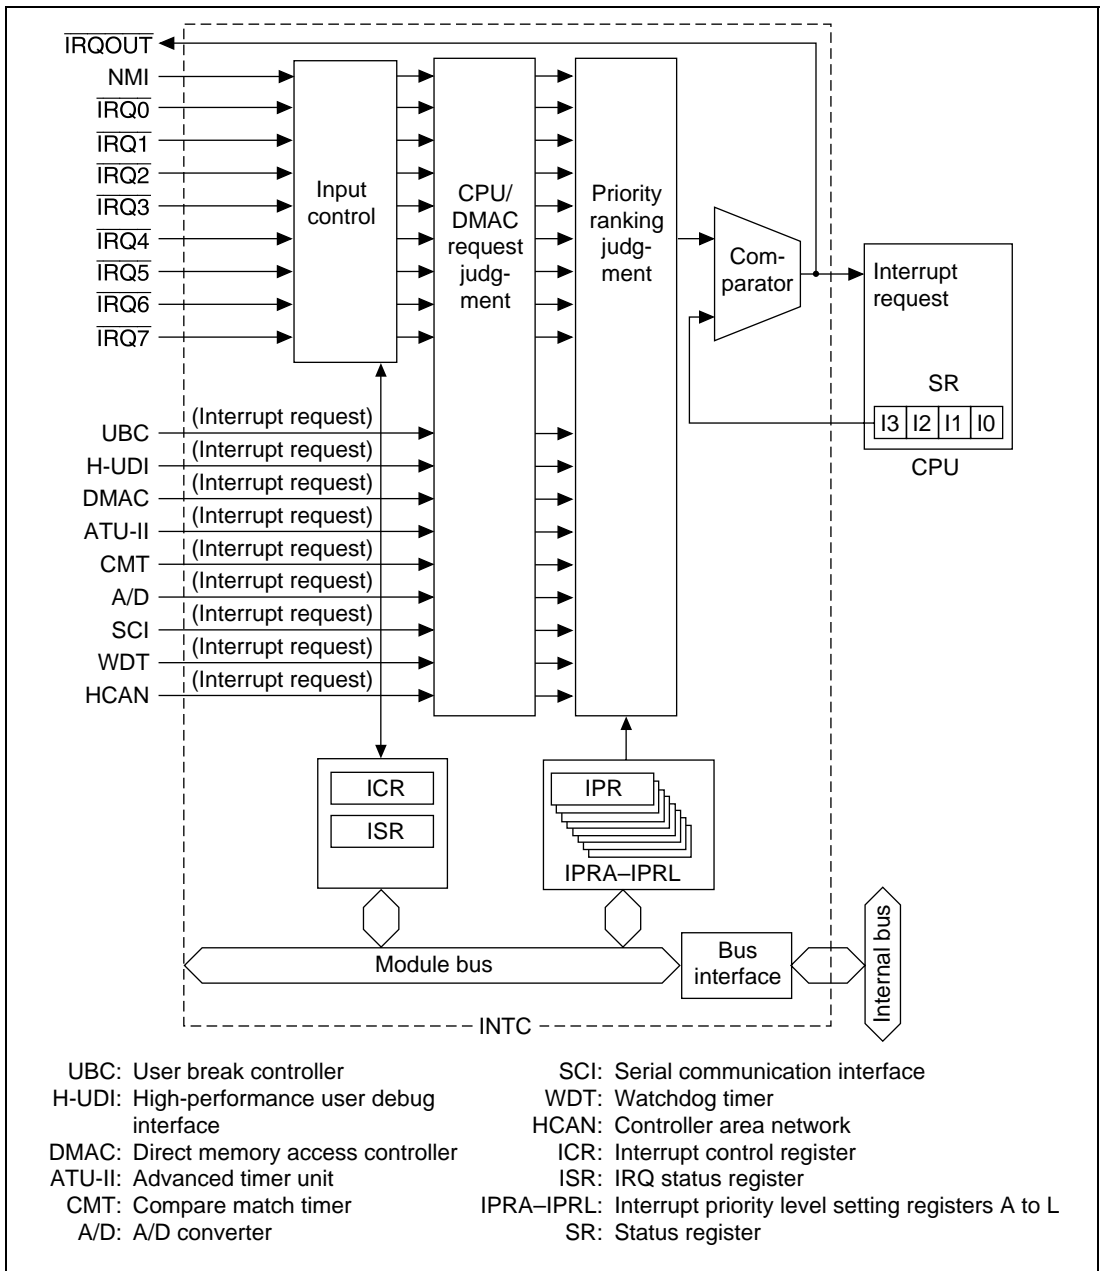 IRQOUT
NMI
IRQ0
IRQ1
IRQ2
IRQ3
IRQ4
IRQ5
IRQ6
IRQ7
Input
control
CPU/
DMAC
request
judg-
ment
Priority
ranking
judg-
ment
Com-
parator
Interrupt
request
SR
I3 I2 I1 I0
CPU
UBC (Interrupt request)
H-UDI (Interrupt request)
DMAC (Interrupt request)
ATU-II (Interrupt request)
CMT (Interrupt request)
A/D (Interrupt request)
SCI (Interrupt request)
WDT (Interrupt request)
HCAN (Interrupt request)
ICR
ISR
IPR
IPRA–IPRL
Module bus
Bus
interface
Internal bus
INTC
UBC: User break controller
H-UDI: High-performance user debug
interface
DMAC: Direct memory access controller
ATU-II: Advanced timer unit
CMT: Compare match timer
A/D: A/D converter
SCI: Serial communication interface
WDT: Watchdog timer
HCAN: Controller area network
ICR: Interrupt control register
ISR: IRQ status register
IPRA–IPRL: Interrupt priority level setting registers A to L
SR: Status register